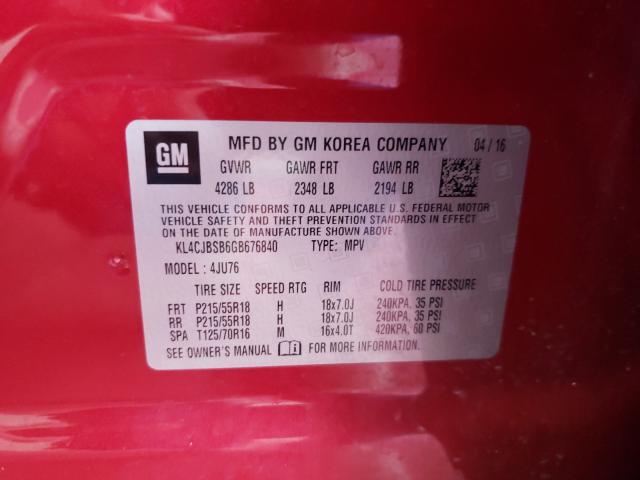 GM MFD BY GM KOREA COMPANY 04 / 16
GVWR GAWR FRT GAWR RR
4286 LB 2348 LB 2194 LB
THIS VEHICLE CONFORMS TO ALL APPLICABLE U.S. FEDERAL MOTOR
VEHICLE SAFETY AND THEFT PREVENTION STANDARDS IN EFFECT
ON THE DATE OF MANUFACTURE SHOWN ABOVE.
KL4CJBSB6GB676840 TYPE: MPV
MODEL : 4JU76
TIRE SIZE SPEED RTG RIM COLD TIRE PRESSURE
FRT P215/55R18 H 18x7.0J 240KPA, 35 PSI
RR P215/55R18 H 18x7.0J 240KPA, 35 PSI
SPA T125/70R16 M 16x4.0T 420KPA, 60 PSI
SEE OWNER'S MANUAL FOR MORE INFORMATION.